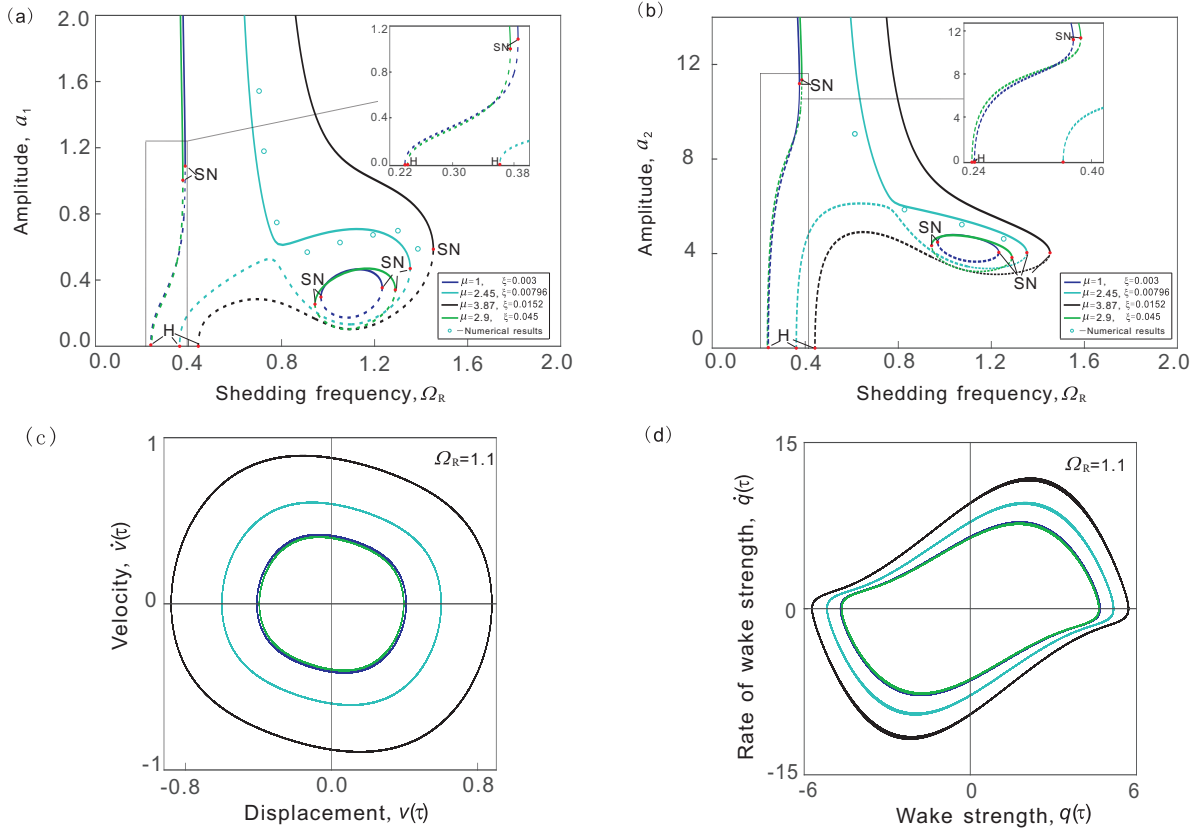 (a)
2.0
1.6
1.2
0.8
0.4
0.0
0.0
0.4
0.8
1.2
1.6
2.0
Amplitude, a₁
Shedding frequency, Ω_R
SN
SN
SN
SN
H
1.2
0.8
0.4
0.0
0.22
0.30
0.38
SN
H
H
μ=1, ξ=0.003
μ=2.45, ξ=0.00796
μ=3.87, ξ=0.0152
μ=2.9, ξ=0.045
–Numerical results
(b)
12
8
4
0
0.0
0.6
1.2
1.8
2.4
Amplitude, a₂
Shedding frequency, Ω_R
SN
SN
SN
H
12
8
4
0
0.24
0.40
SN
H
μ=1, ξ=0.003
μ=2.45, ξ=0.00796
μ=3.87, ξ=0.0152
μ=2.9, ξ=0.045
–Numerical results
(c)
Ω_R=1.1
1
0
-1
-0.8
0.0
0.8
Velocity, v̇(τ)
Displacement, v(τ)
(d)
Ω_R=1.1
15
0
-15
-6
0
6
Rate of wake strength, q̇(τ)
Wake strength, q(τ)